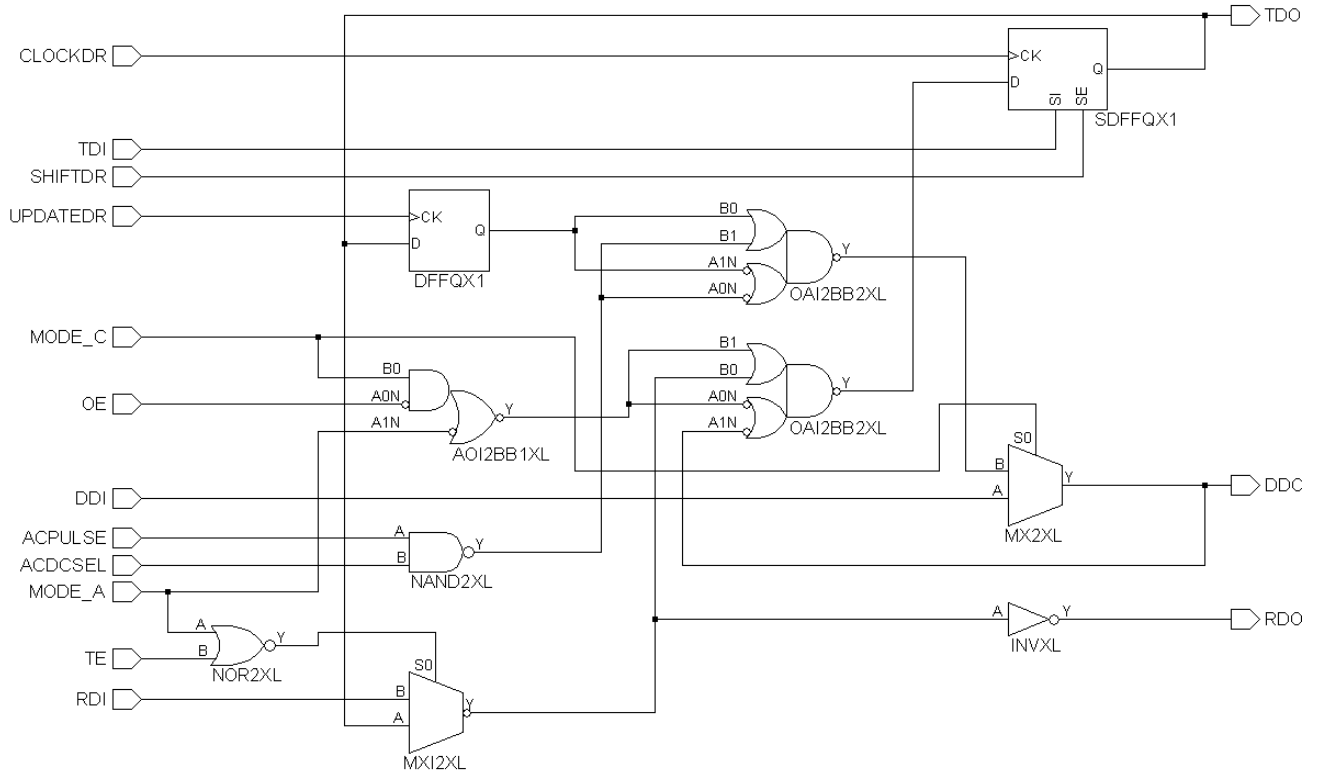 TDO
CLOCKDR
CK
D
Q
SI
SE
SDFFQX1
TDI
SHIFTDR
UPDATEDR
CK
D
Q
DFFQX1
B0
B1
A1N
A0N
Y
OAI2BB2XL
MODE_C
B0
A0N
A1N
Y
AOI2BB1XL
OE
B1
B0
A0N
A1N
Y
OAI2BB2XL
S0
B
A
Y
MX2XL
DDI
DDC
ACPULSE
ACDCSEL
A
B
Y
NAND2XL
MODE_A
A
B
Y
NOR2XL
TE
RDI
S0
B
A
Y
MXI2XL
A
Y
INVXL
RDO